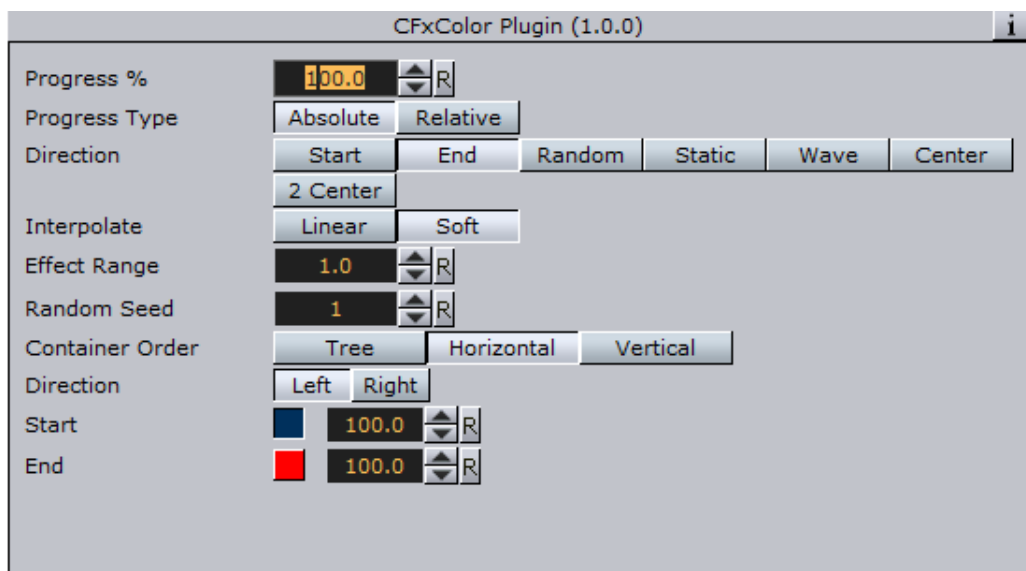 CFxColor Plugin (1.0.0) i
Progress % 100.0 R
Progress Type Absolute Relative
Direction Start End Random Static Wave Center
2 Center
Interpolate Linear Soft
Effect Range 1.0 R
Random Seed 1 R
Container Order Tree Horizontal Vertical
Direction Left Right
Start 100.0 R
End 100.0 R